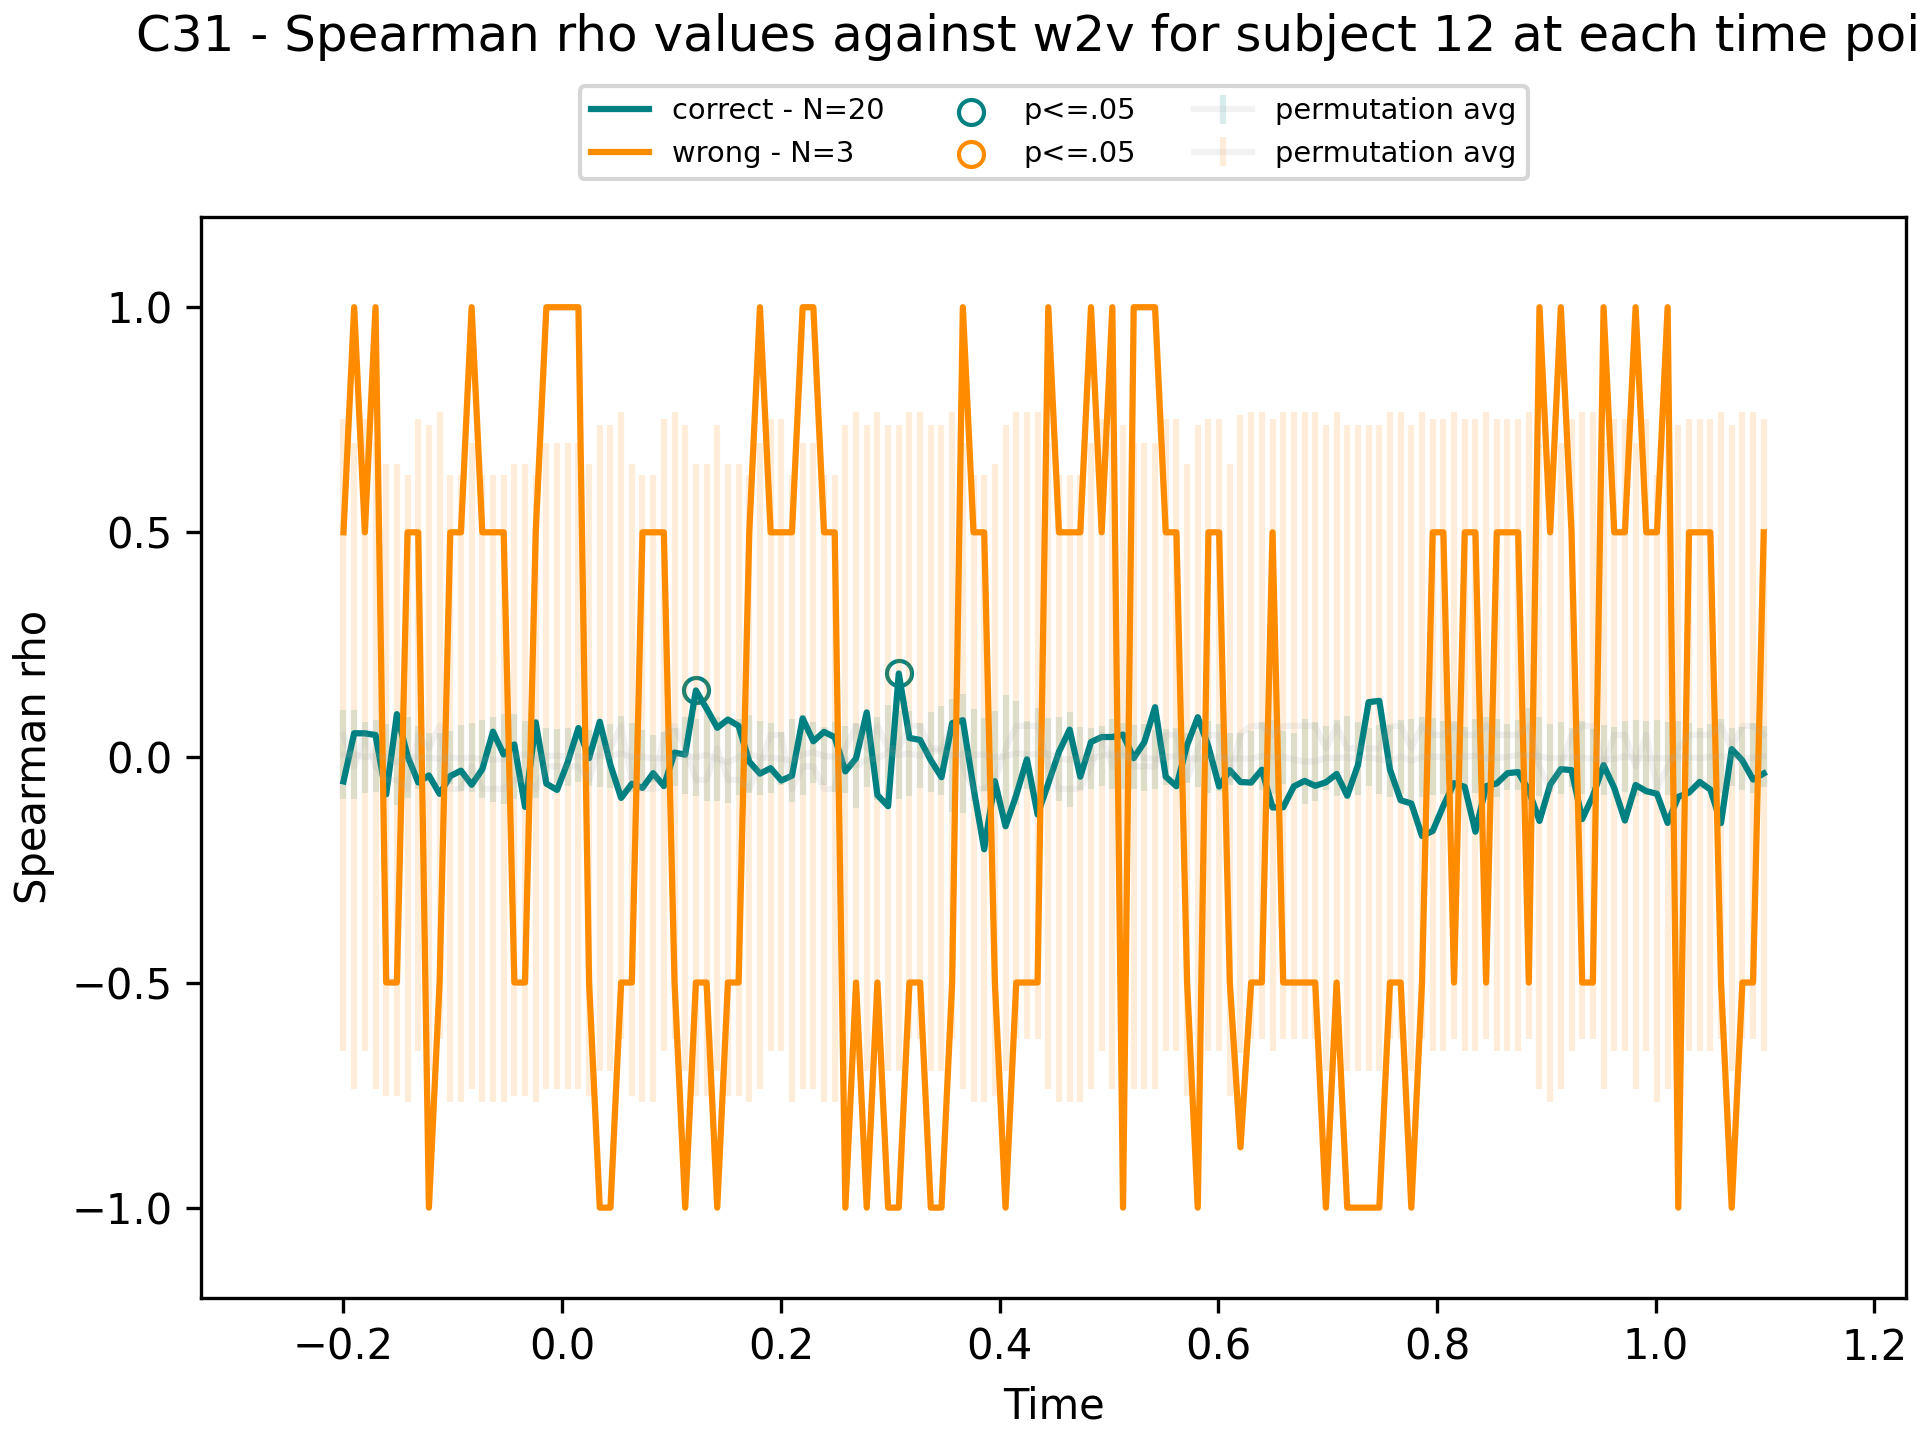 C31 - Spearman rho values against w2v for subject 12 at each time poi
correct - N=20
wrong - N=3
p<=.05
p<=.05
permutation avg
permutation avg
Spearman rho
1.0
0.5
0.0
−0.5
−1.0
−0.2 0.0 0.2 0.4 0.6 0.8 1.0 1.2
Time